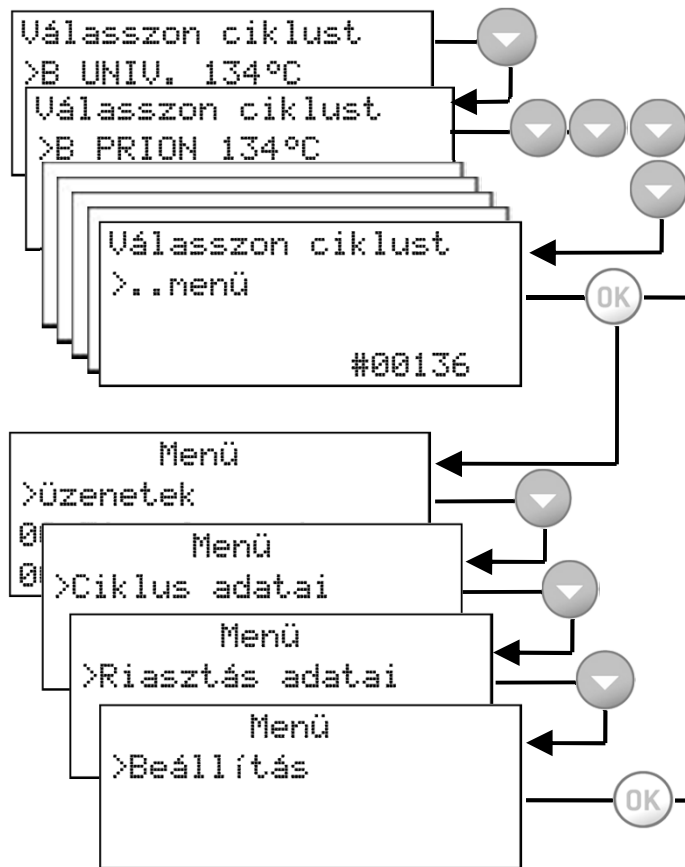 Válasszon ciklust
>B UNIV. 134°C
Válasszon ciklust
>B PRION 134°C
Válasszon ciklust
>..menü
OK
#00136
Menü
>üzenetek
Menü
>Ciklus adatai
Menü
>Riasztás adatai
Menü
>Beállítás
OK